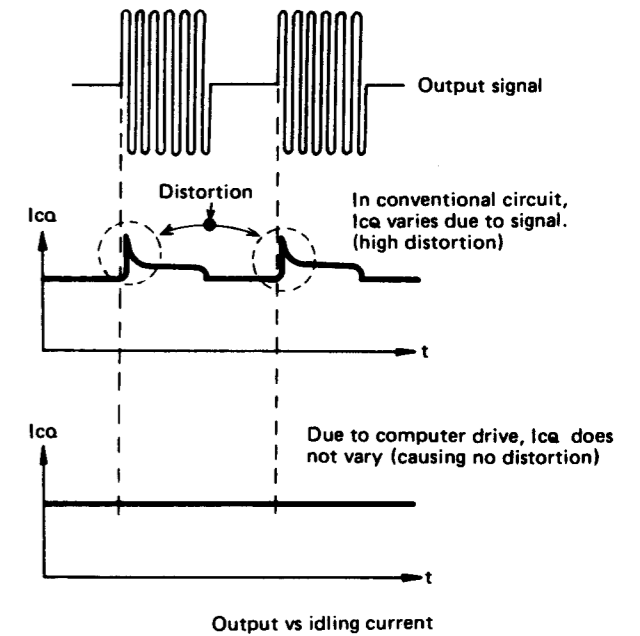 Output signal
Distortion
IcQ
In conventional circuit,
IcQ varies due to signal.
(high distortion)
t
IcQ
Due to computer drive, IcQ does
not vary (causing no distortion)
t
Output vs idling current